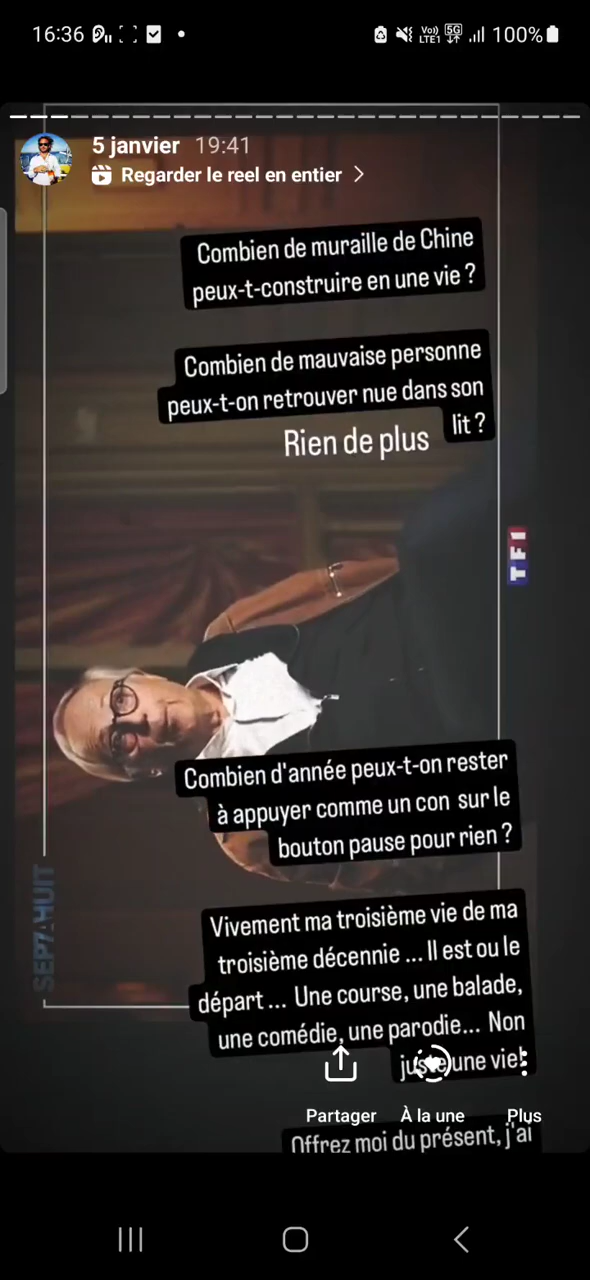 16:36
Vo)) 5G
LTE1
100%
5 janvier 19:41
Regarder le reel en entier
Combien de muraille de Chine
peux-t-construire en une vie ?
Combien de mauvaise personne
peux-t-on retrouver nue dans son
lit ?
Rien de plus
TF1
Combien d'année peux-t-on rester
à appuyer comme un con sur le
bouton pause pour rien ?
SEPT À HUIT
Vivement ma troisième vie de ma
troisième décennie ... Il est ou le
départ ... Une course, une balade,
une comédie, une parodie... Non
juste une vie!
Partager
À la une
Plus
Offrez moi du présent, j'ai